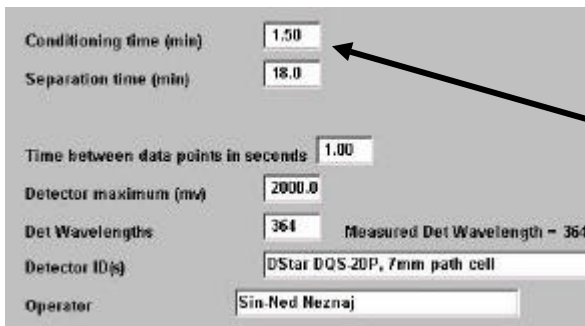 Conditioning time (min) 1.50
Separation time (min) 18.0
Time between data points in seconds 1.00
Detector maximum (mv) 2000.0
Det Wavelengths 364 Measured Det Wavelength = 364
Detector ID(s) DStar DQS-20P, 7mm path cell
Operator Sin-Ned Neznaj